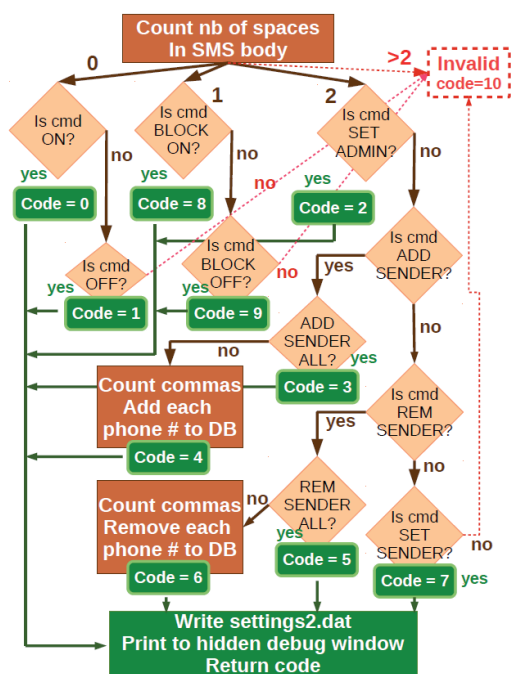 Count nb of spaces
In SMS body
>2
Invalid
code=10
0
1
2
Is cmd
ON?
Is cmd
BLOCK
ON?
Is cmd
SET
ADMIN?
no
no
no
yes
yes
yes
no
Code = 0
Code = 8
Code = 2
Is cmd
OFF?
Is cmd
BLOCK
OFF?
Is cmd
ADD
SENDER?
no
yes
yes
yes
Code = 1
Code = 9
ADD
SENDER
ALL?
no
no
yes
Count commas
Add each
phone # to DB
Code = 3
Is cmd
REM
SENDER?
yes
Code = 4
no
REM
SENDER
ALL?
no
Count commas
Remove each
phone # to DB
Is cmd
SET
SENDER?
yes
no
Code = 6
Code = 5
Code = 7
yes
Write settings2.dat
Print to hidden debug window
Return code